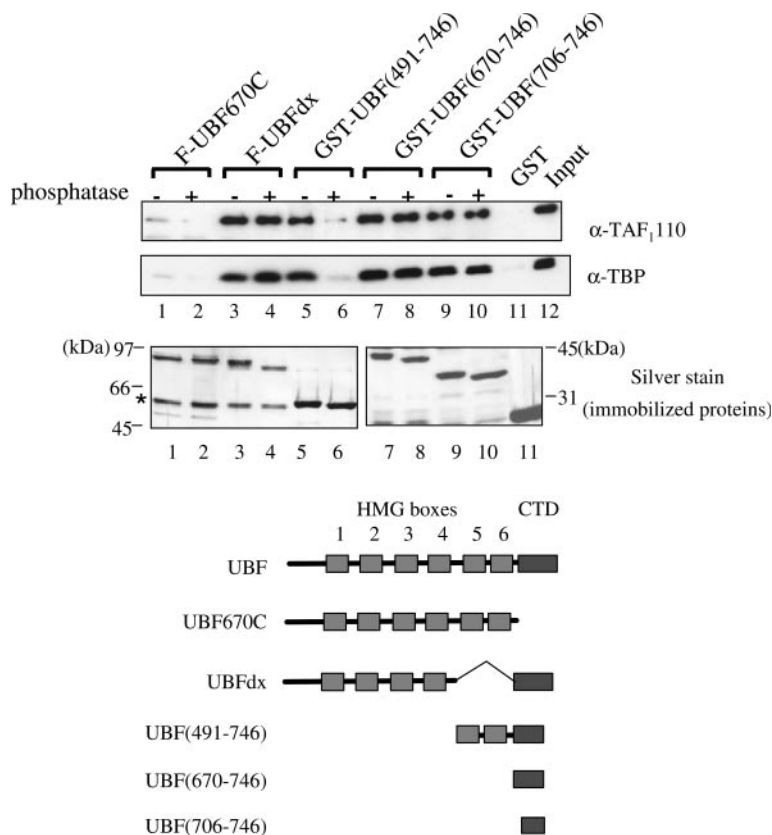 F-UBF670C F-UBFdx GST-UBF(491-746) GST-UBF(670-746) GST-UBF(706-746) GST Input
phosphatase - + - + - + - + - +
α-TAF₁110
α-TBP
1 2 3 4 5 6 7 8 9 10 11 12
(kDa) 97
66
*
45
45(kDa)
31
Silver stain
(immobilized proteins)
1 2 3 4 5 6 7 8 9 10 11
HMG boxes CTD
1 2 3 4 5 6
UBF
UBF670C
UBFdx
UBF(491-746)
UBF(670-746)
UBF(706-746)